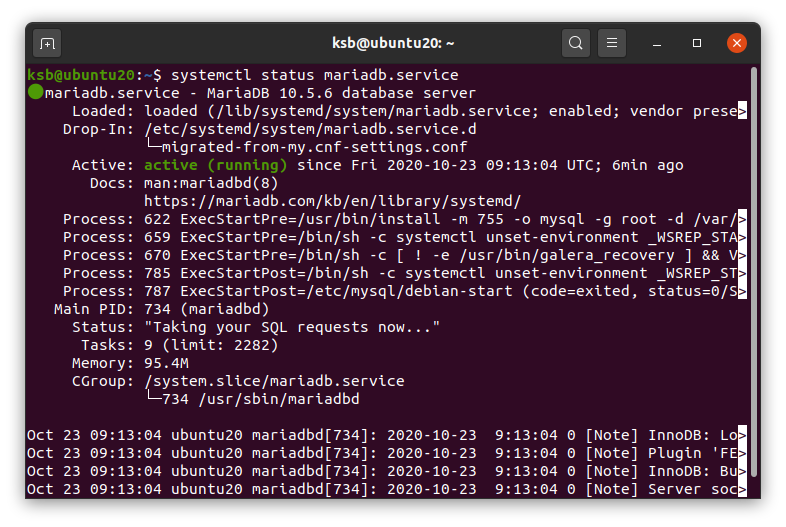 ksb@ubuntu20: ~
ksb@ubuntu20:~$ systemctl status mariadb.service
●mariadb.service - MariaDB 10.5.6 database server
     Loaded: loaded (/lib/systemd/system/mariadb.service; enabled; vendor prese>
    Drop-In: /etc/systemd/system/mariadb.service.d
             └─migrated-from-my.cnf-settings.conf
     Active: active (running) since Fri 2020-10-23 09:13:04 UTC; 6min ago
       Docs: man:mariadbd(8)
             https://mariadb.com/kb/en/library/systemd/
    Process: 622 ExecStartPre=/usr/bin/install -m 755 -o mysql -g root -d /var/>
    Process: 659 ExecStartPre=/bin/sh -c systemctl unset-environment _WSREP_STA>
    Process: 670 ExecStartPre=/bin/sh -c [ ! -e /usr/bin/galera_recovery ] && V>
    Process: 785 ExecStartPost=/bin/sh -c systemctl unset-environment _WSREP_ST>
    Process: 787 ExecStartPost=/etc/mysql/debian-start (code=exited, status=0/S>
   Main PID: 734 (mariadbd)
     Status: "Taking your SQL requests now..."
      Tasks: 9 (limit: 2282)
     Memory: 95.4M
     CGroup: /system.slice/mariadb.service
             └─734 /usr/sbin/mariadbd
Oct 23 09:13:04 ubuntu20 mariadbd[734]: 2020-10-23  9:13:04 0 [Note] InnoDB: Lo>
Oct 23 09:13:04 ubuntu20 mariadbd[734]: 2020-10-23  9:13:04 0 [Note] Plugin 'FE>
Oct 23 09:13:04 ubuntu20 mariadbd[734]: 2020-10-23  9:13:04 0 [Note] InnoDB: Bu>
Oct 23 09:13:04 ubuntu20 mariadbd[734]: 2020-10-23  9:13:04 0 [Note] Server soc>